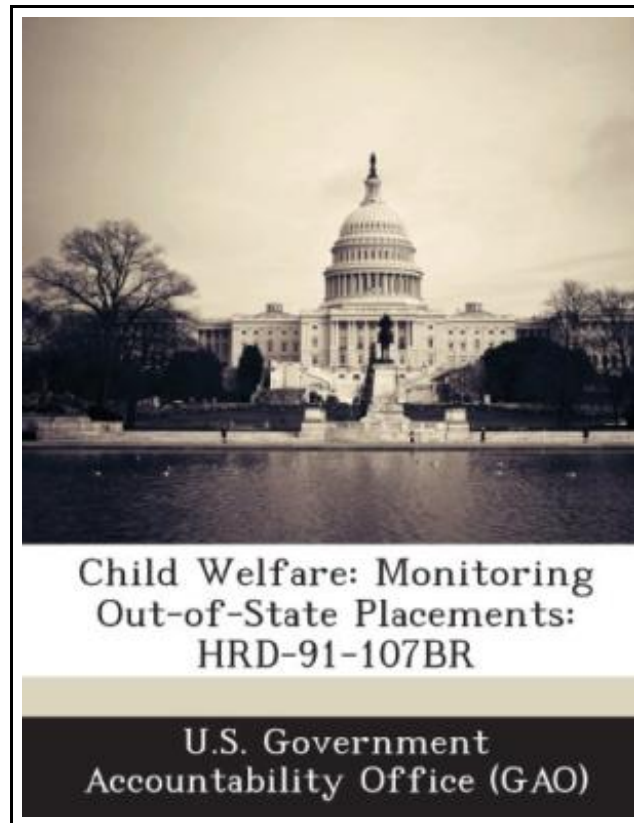 Child Welfare: Monitoring
Out-of-State Placements:
HRD-91-107BR
U.S. Government
Accountability Office (GAO)